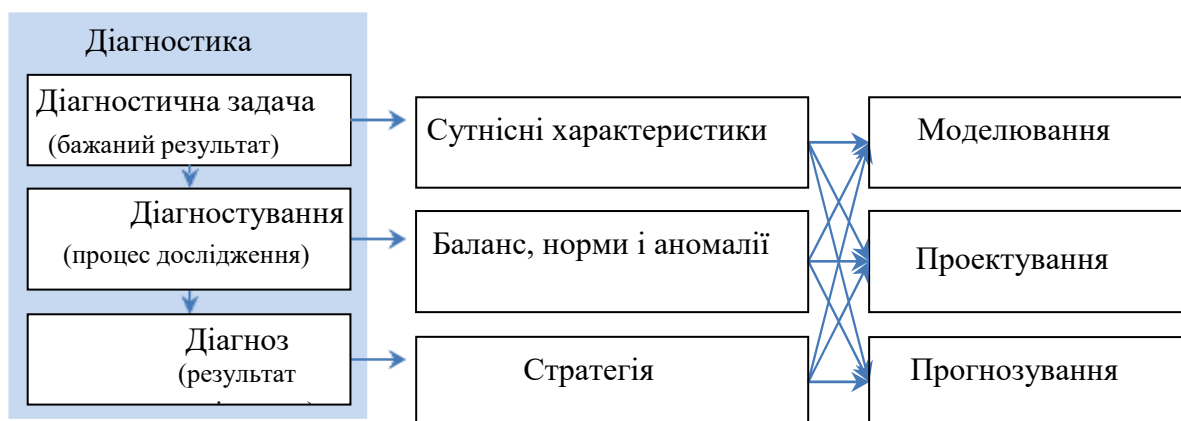 Діагностика
Діагностична задача
(бажаний результат)
Діагностування
(процес дослідження)
Діагноз
(результат
Сутнісні характеристики
Баланс, норми і аномалії
Стратегія
Моделювання
Проектування
Прогнозування